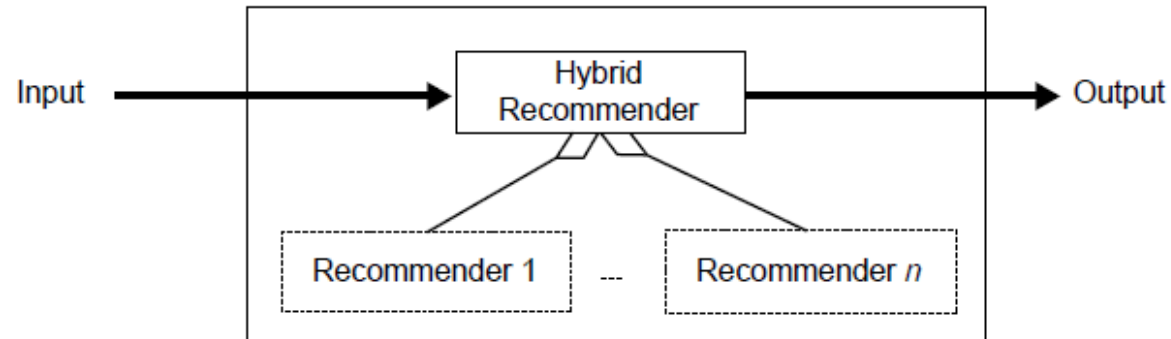 Input
Hybrid
Recommender
Output
Recommender 1
...
Recommender n